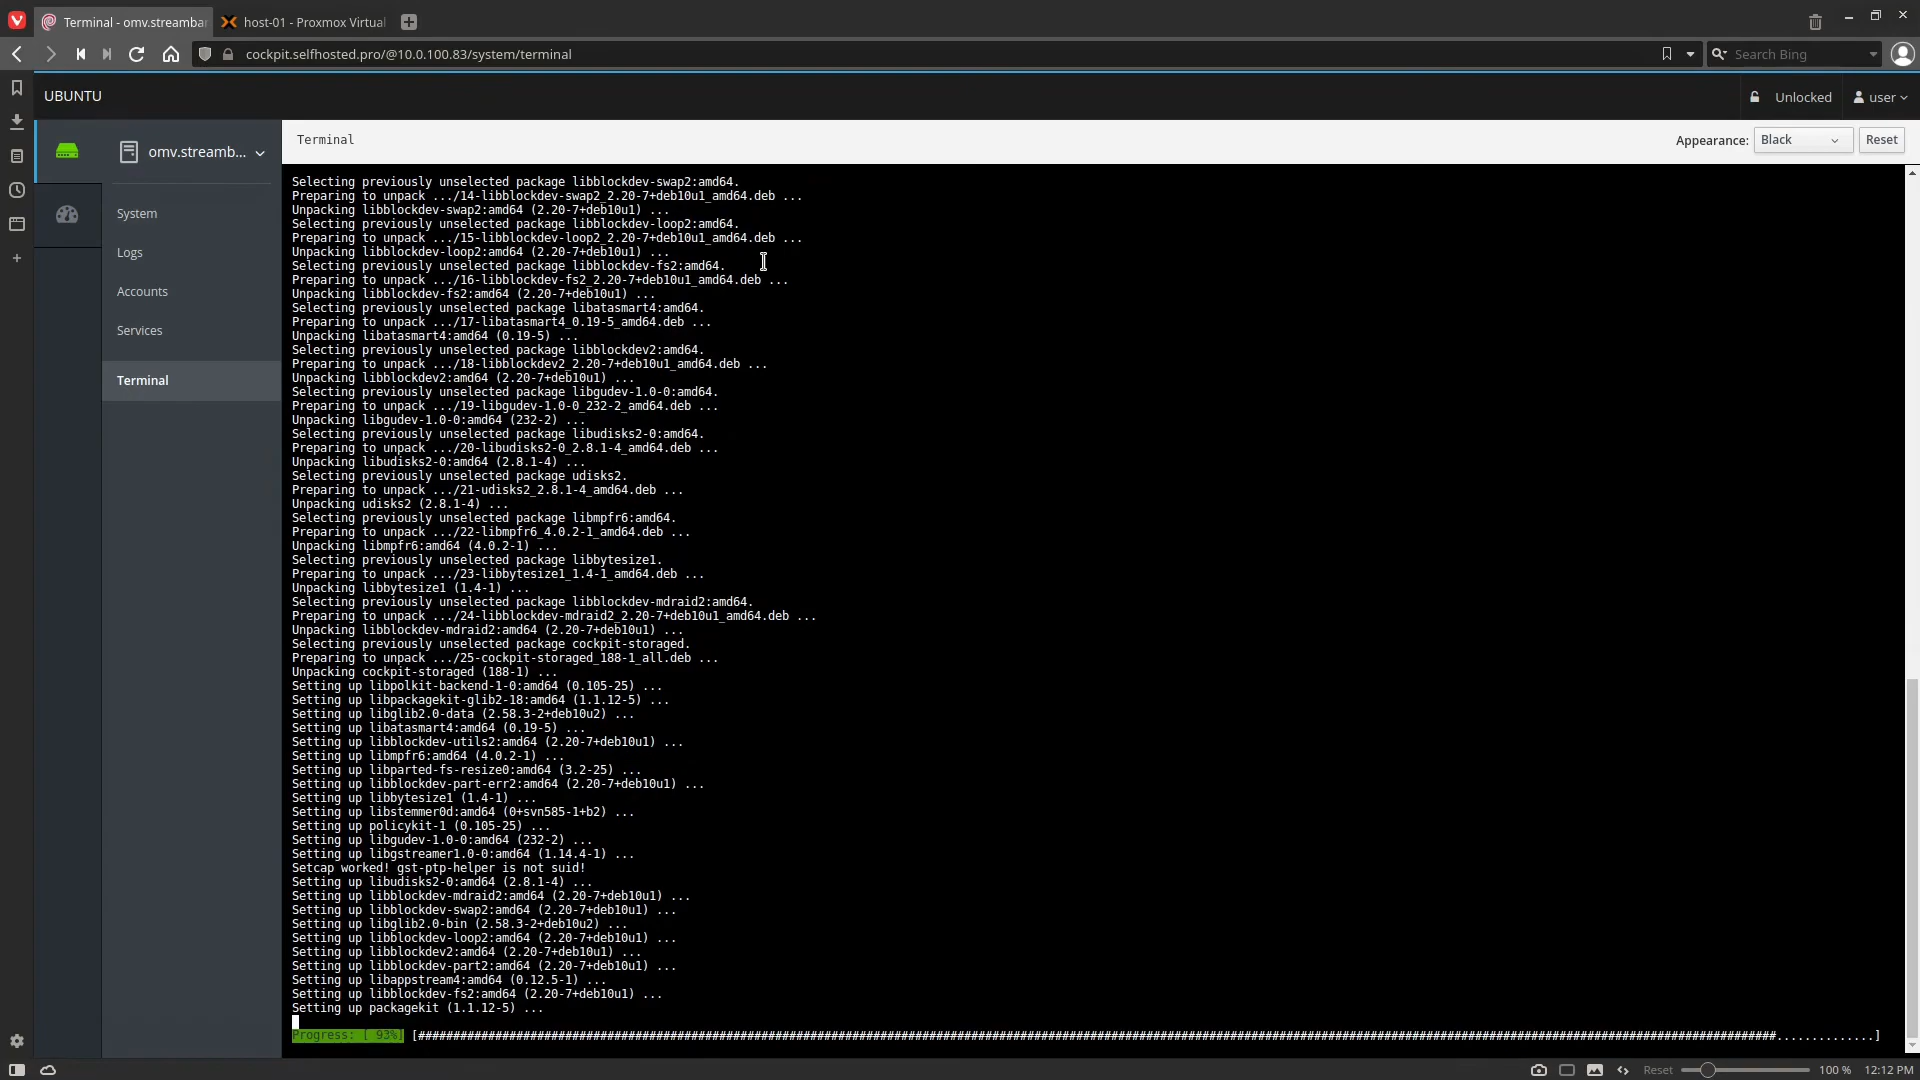 Terminal - omv.streambar
host-01 - Proxmox Virtual
cockpit.selfhosted.pro/@10.0.100.83/system/terminal
Search Bing
UBUNTU
Unlocked
user
omv.streamb...
Terminal
Appearance:
Black
Reset
System
Logs
Accounts
Services
Terminal
Selecting previously unselected package libblockdev-swap2:amd64.
Preparing to unpack .../14-libblockdev-swap2_2.20-7+deb10u1_amd64.deb ...
Unpacking libblockdev-swap2:amd64 (2.20-7+deb10u1) ...
Selecting previously unselected package libblockdev-loop2:amd64.
Preparing to unpack .../15-libblockdev-loop2_2.20-7+deb10u1_amd64.deb ...
Unpacking libblockdev-loop2:amd64 (2.20-7+deb10u1) ...
Selecting previously unselected package libblockdev-fs2:amd64.
Preparing to unpack .../16-libblockdev-fs2_2.20-7+deb10u1_amd64.deb ...
Unpacking libblockdev-fs2:amd64 (2.20-7+deb10u1) ...
Selecting previously unselected package libatasmart4:amd64.
Preparing to unpack .../17-libatasmart4_0.19-5_amd64.deb ...
Unpacking libatasmart4:amd64 (0.19-5) ...
Selecting previously unselected package libblockdev2:amd64.
Preparing to unpack .../18-libblockdev2_2.20-7+deb10u1_amd64.deb ...
Unpacking libblockdev2:amd64 (2.20-7+deb10u1) ...
Selecting previously unselected package libgudev-1.0-0:amd64.
Preparing to unpack .../19-libgudev-1.0-0_232-2_amd64.deb ...
Unpacking libgudev-1.0-0:amd64 (232-2) ...
Selecting previously unselected package libudisks2-0:amd64.
Preparing to unpack .../20-libudisks2-0_2.8.1-4_amd64.deb ...
Unpacking libudisks2-0:amd64 (2.8.1-4) ...
Selecting previously unselected package udisks2.
Preparing to unpack .../21-udisks2_2.8.1-4_amd64.deb ...
Unpacking udisks2 (2.8.1-4) ...
Selecting previously unselected package libmpfr6:amd64.
Preparing to unpack .../22-libmpfr6_4.0.2-1_amd64.deb ...
Unpacking libmpfr6:amd64 (4.0.2-1) ...
Selecting previously unselected package libbytesize1.
Preparing to unpack .../23-libbytesize1_1.4-1_amd64.deb ...
Unpacking libbytesize1 (1.4-1) ...
Selecting previously unselected package libblockdev-mdraid2:amd64.
Preparing to unpack .../24-libblockdev-mdraid2_2.20-7+deb10u1_amd64.deb ...
Unpacking libblockdev-mdraid2:amd64 (2.20-7+deb10u1) ...
Selecting previously unselected package cockpit-storaged.
Preparing to unpack .../25-cockpit-storaged_188-1_all.deb ...
Unpacking cockpit-storaged (188-1) ...
Setting up libpolkit-backend-1-0:amd64 (0.105-25) ...
Setting up libpackagekit-glib2-18:amd64 (1.1.12-5) ...
Setting up libglib2.0-data (2.58.3-2+deb10u2) ...
Setting up libatasmart4:amd64 (0.19-5) ...
Setting up libblockdev-utils2:amd64 (2.20-7+deb10u1) ...
Setting up libmpfr6:amd64 (4.0.2-1) ...
Setting up libparted-fs-resize0:amd64 (3.2-25) ...
Setting up libblockdev-part-err2:amd64 (2.20-7+deb10u1) ...
Setting up libbytesize1 (1.4-1) ...
Setting up libstemmer0d:amd64 (0+svn585-1+b2) ...
Setting up policykit-1 (0.105-25) ...
Setting up libgudev-1.0-0:amd64 (232-2) ...
Setting up libgstreamer1.0-0:amd64 (1.14.4-1) ...
Setcap worked! gst-ptp-helper is not suid!
Setting up libudisks2-0:amd64 (2.8.1-4) ...
Setting up libblockdev-mdraid2:amd64 (2.20-7+deb10u1) ...
Setting up libblockdev-swap2:amd64 (2.20-7+deb10u1) ...
Setting up libglib2.0-bin (2.58.3-2+deb10u2) ...
Setting up libblockdev-loop2:amd64 (2.20-7+deb10u1) ...
Setting up libblockdev2:amd64 (2.20-7+deb10u1) ...
Setting up libblockdev-part2:amd64 (2.20-7+deb10u1) ...
Setting up libappstream4:amd64 (0.12.5-1) ...
Setting up libblockdev-fs2:amd64 (2.20-7+deb10u1) ...
Setting up packagekit (1.1.12-5) ...
Progress: [ 93%]
Reset
100 %
12:12 PM